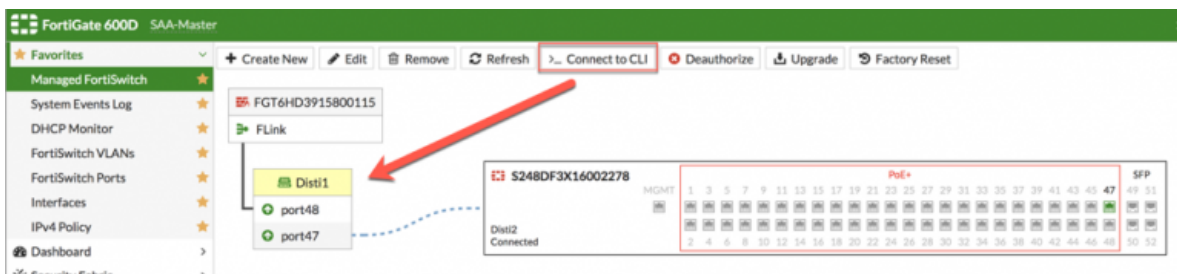 FortiGate 600D SAA-Master
Favorites
Managed FortiSwitch
System Events Log
DHCP Monitor
FortiSwitch VLANs
FortiSwitch Ports
Interfaces
IPv4 Policy
Dashboard
+ Create New Edit Remove Refresh >_ Connect to CLI Deauthorize Upgrade Factory Reset
FGT6HD3915800115
FLink
Disti1
port48
port47
S248DF3X16002278
Disti2
Connected
PoE+ SFP
MGMT 1 3 5 7 9 11 13 15 17 19 21 23 25 27 29 31 33 35 37 39 41 43 45 47 49 51
2 4 6 8 10 12 14 16 18 20 22 24 26 28 30 32 34 36 38 40 42 44 46 48 50 52